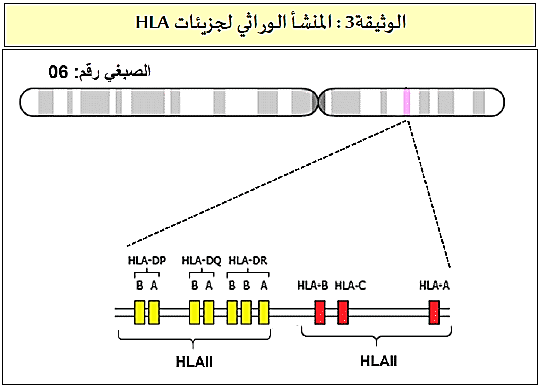 الوثيقة3 : المنشأ الوراثي لجزيئات HLA
الصبغي رقم: 06
HLA-DP HLA-DQ HLA-DR
B A B A B B A HLA-B HLA-C HLA-A
HLAII HLAII